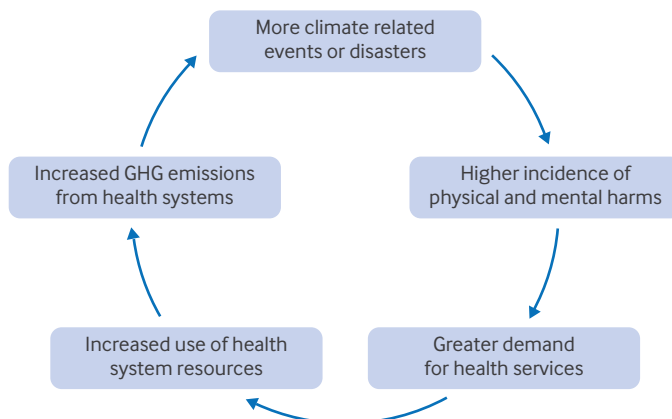 More climate related
events or disasters
Higher incidence of
physical and mental harms
Greater demand
for health services
Increased use of health
system resources
Increased GHG emissions
from health systems